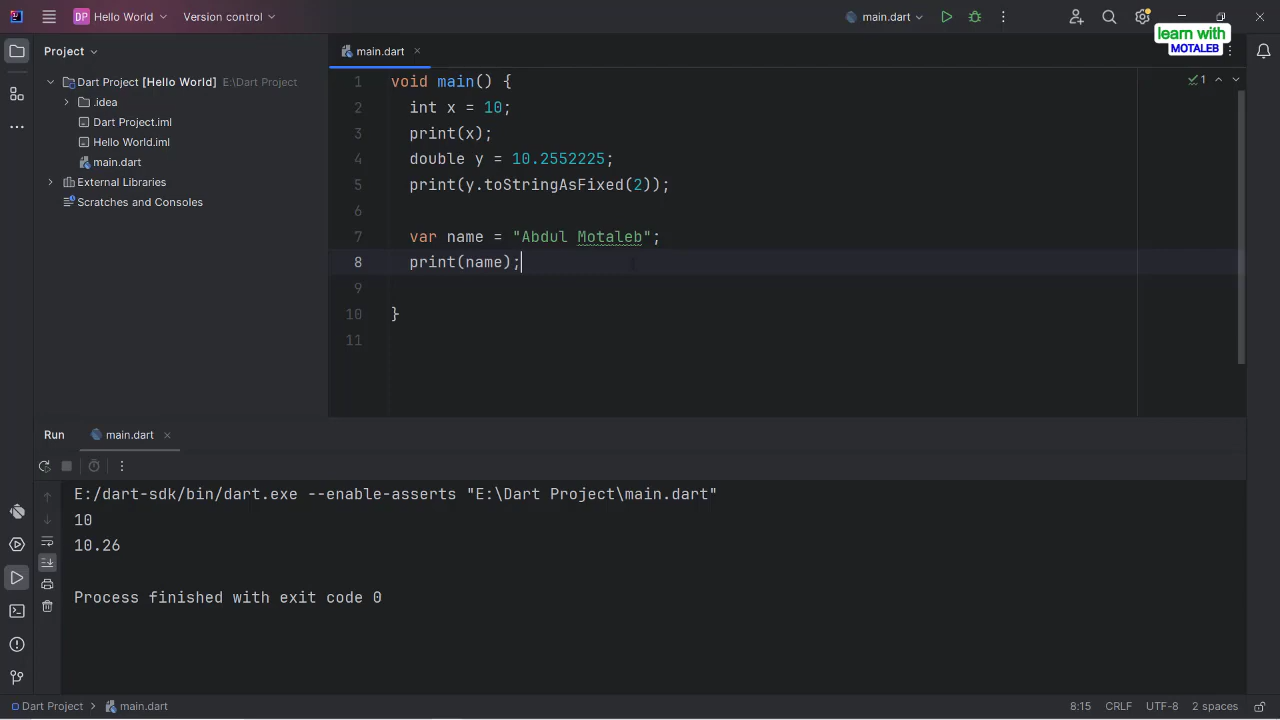 DP Hello World
Version control
main.dart
learn with
MOTALEB
Project
main.dart
Dart Project [Hello World] E:\Dart Project
.idea
Dart Project.iml
Hello World.iml
main.dart
External Libraries
Scratches and Consoles
1 void main() {
2 int x = 10;
3 print(x);
4 double y = 10.2552225;
5 print(y.toStringAsFixed(2));
6
7 var name = "Abdul Motaleb";
8 print(name);
9
10 }
11
1
Run main.dart
E:/dart-sdk/bin/dart.exe --enable-asserts "E:\Dart Project\main.dart"
10
10.26
Process finished with exit code 0
Dart Project > main.dart
8:15 CRLF UTF-8 2 spaces